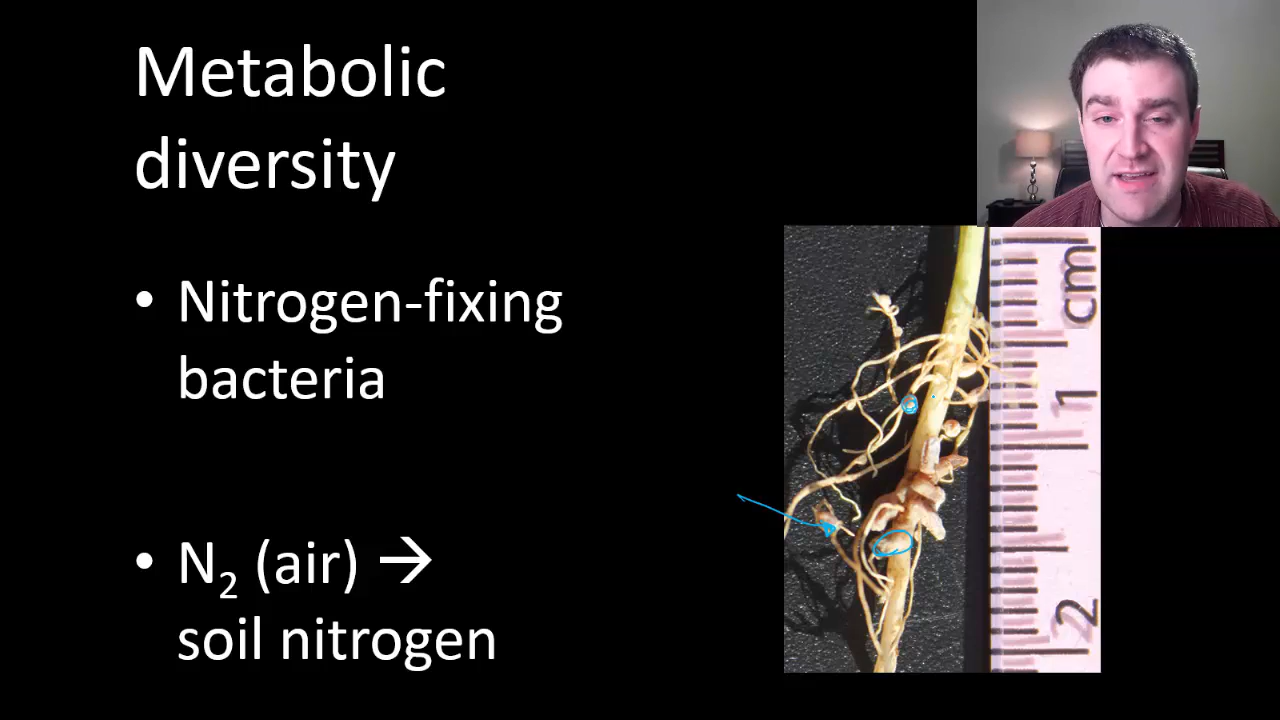 Metabolic
diversity
• Nitrogen-fixing
bacteria
• N₂ (air) →
soil nitrogen
cm
1
2